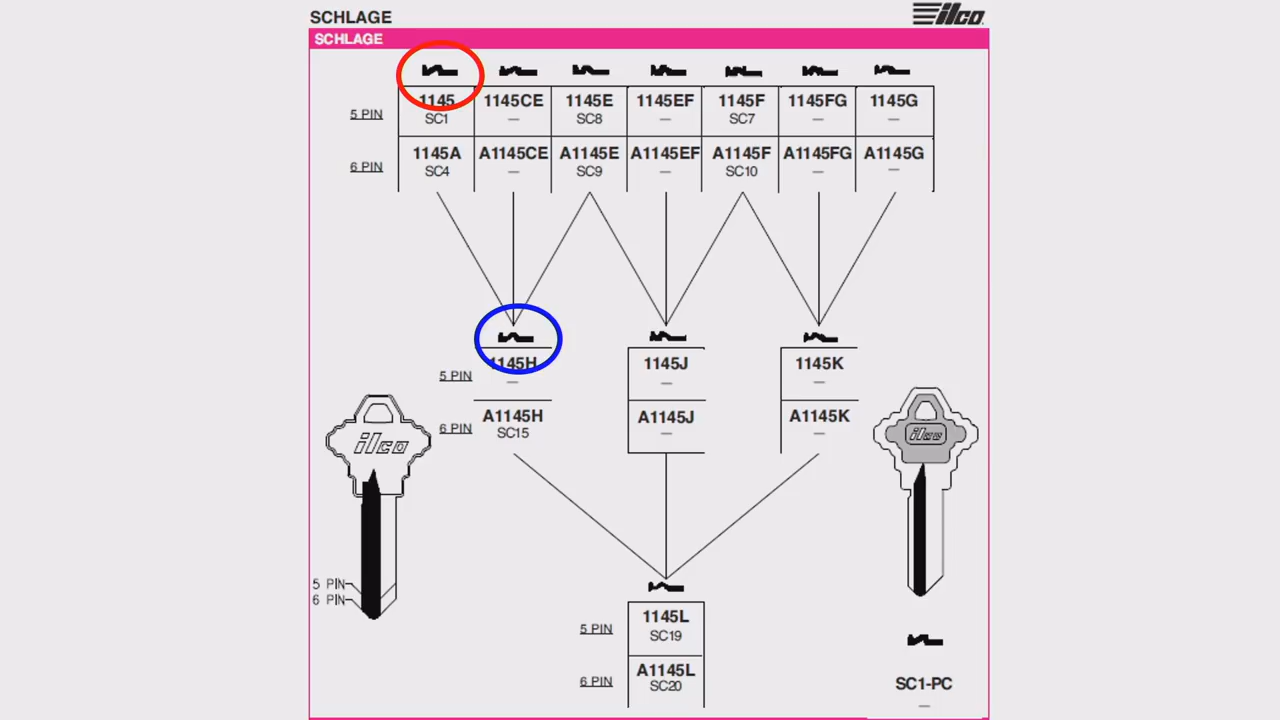 SCHLAGE
ilco
SCHLAGE
1145 1145CE 1145E 1145EF 1145F 1145FG 1145G
5 PIN SC1 — SC8 — SC7 — —
1145A A1145CE A1145E A1145EF A1145F A1145FG A1145G
6 PIN SC4 — SC9 — SC10 — —
1145H 1145J 1145K
5 PIN — — —
A1145H A1145J A1145K
6 PIN SC15 — —
ilco
ilco
5 PIN
6 PIN
1145L
5 PIN SC19
A1145L
6 PIN SC20
SC1-PC
—